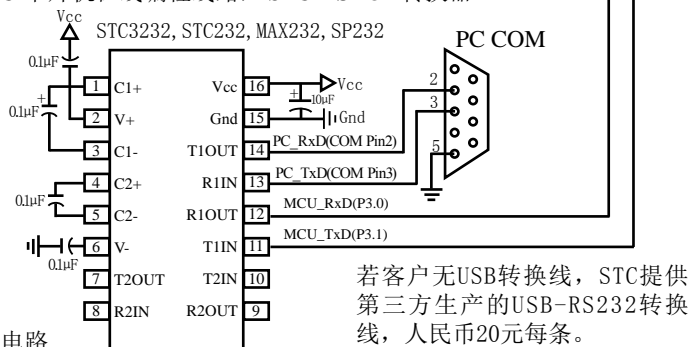 STC3232,STC232,MAX232,SP232
Vcc
PC COM
0.1μF
1 C1+
Vcc 16
Vcc
10μF
0.1μF
2 V+
Gnd 15
Gnd
2
3
5
3 C1-
T1OUT 14
PC_RxD(COM Pin2)
4 C2+
R1IN 13
PC_TxD(COM Pin3)
0.1μF
5 C2-
R1OUT 12
MCU_RxD(P3.0)
6 V-
T1IN 11
MCU_TxD(P3.1)
0.1μF
7 T2OUT
T2IN 10
8 R2IN
R2OUT 9
若客户无USB转换线，STC提供
第三方生产的USB-RS232转换
线，人民币20元每条。
电路